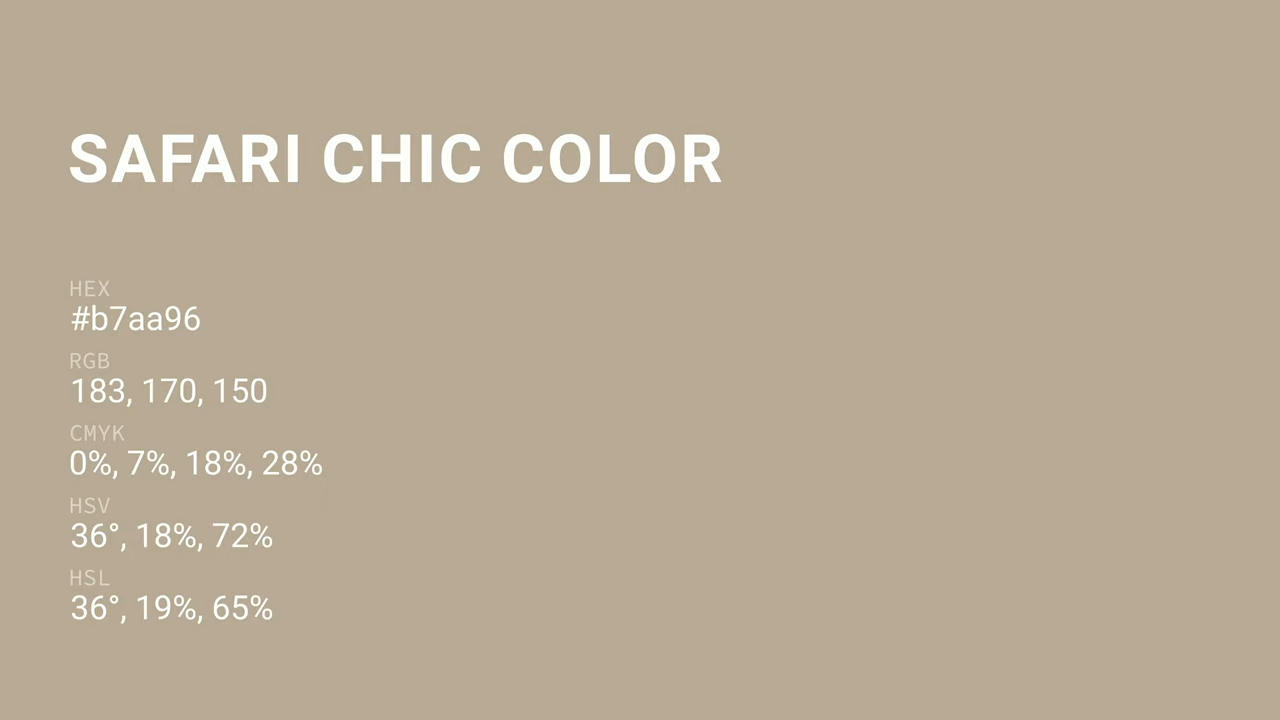 SAFARI CHIC COLOR
HEX
#b7aa96
RGB
183, 170, 150
CMYK
0%, 7%, 18%, 28%
HSV
36°, 18%, 72%
HSL
36°, 19%, 65%